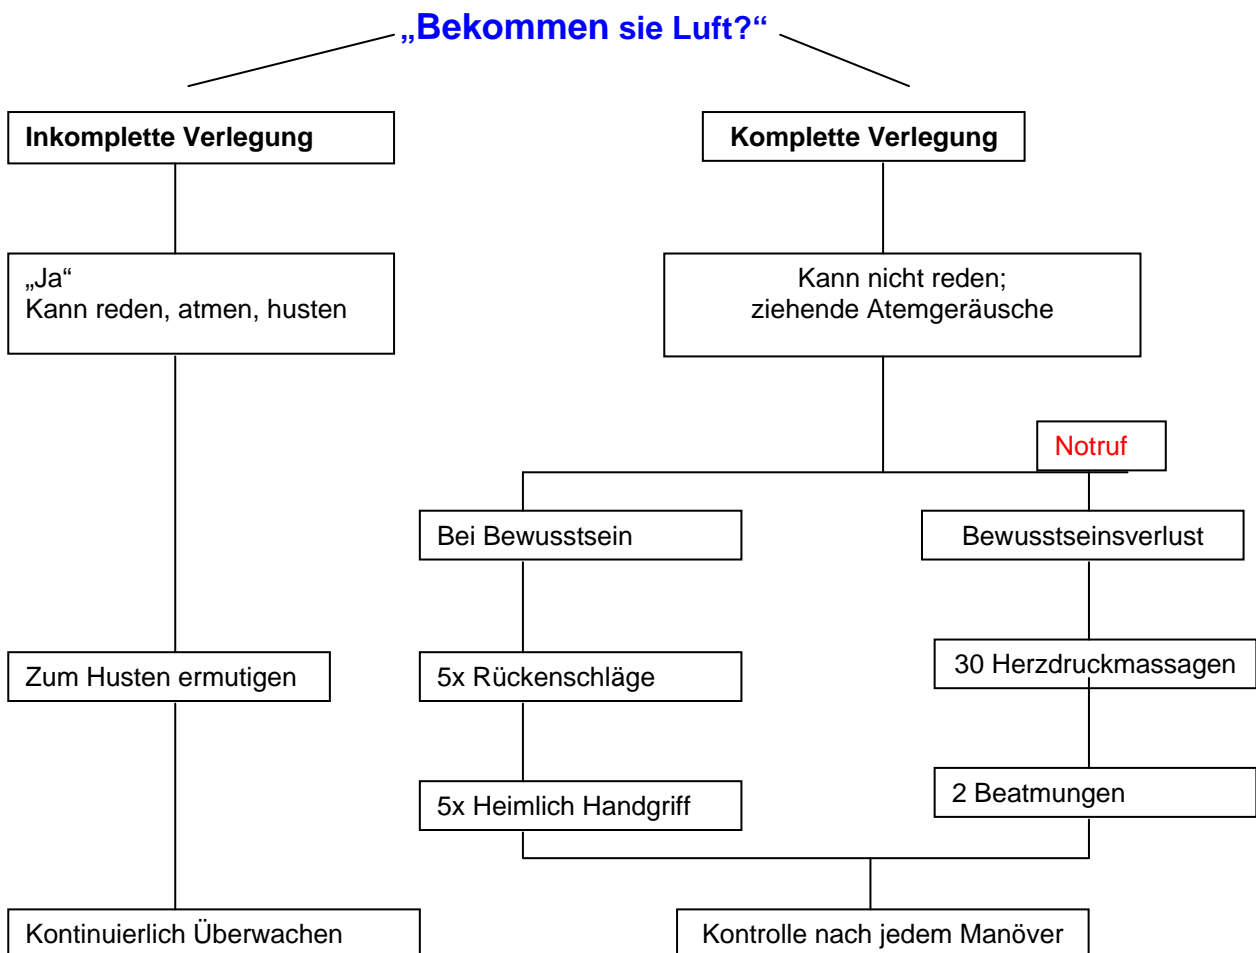 „Bekommen sie Luft?“
Inkomplette Verlegung
Komplette Verlegung
„Ja“
Kann reden, atmen, husten
Kann nicht reden;
ziehende Atemgeräusche
Notruf
Bei Bewusstsein
Bewusstseinsverlust
Zum Husten ermutigen
5x Rückenschläge
30 Herzdruckmassagen
5x Heimlich Handgriff
2 Beatmungen
Kontinuierlich Überwachen
Kontrolle nach jedem Manöver